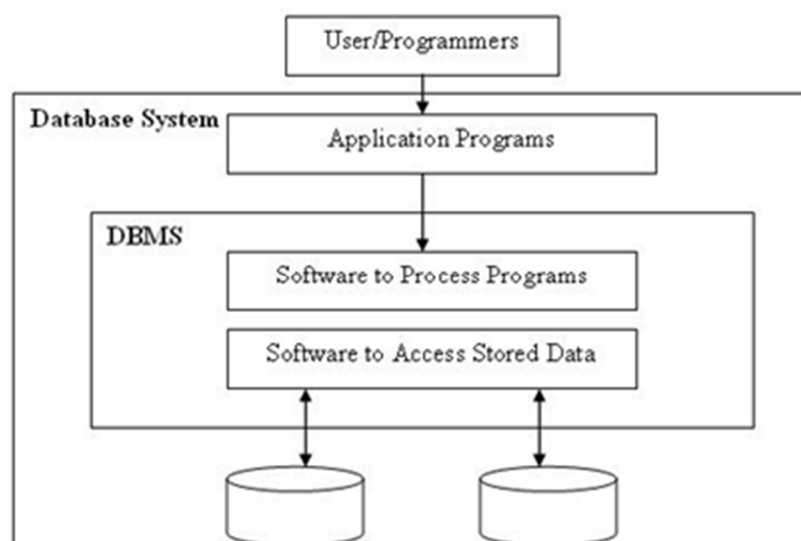 User/Programmers
Database System
Application Programs
DBMS
Software to Process Programs
Software to Access Stored Data